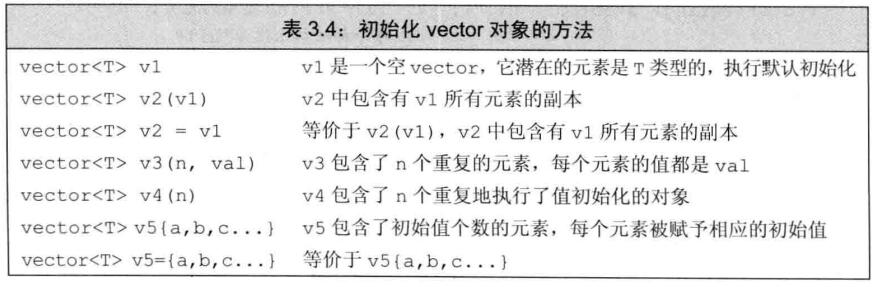 表 3.4：初始化 vector 对象的方法
vector<T> v1 v1 是一个空 vector，它潜在的元素是 T 类型的，执行默认初始化
vector<T> v2(v1) v2 中包含有 v1 所有元素的副本
vector<T> v2 = v1 等价于 v2(v1)，v2 中包含有 v1 所有元素的副本
vector<T> v3(n, val) v3 包含了 n 个重复的元素，每个元素的值都是 val
vector<T> v4(n) v4 包含了 n 个重复地执行了值初始化的对象
vector<T> v5{a,b,c...} v5 包含了初始值个数的元素，每个元素被赋予相应的初始值
vector<T> v5={a,b,c...} 等价于 v5{a,b,c...}